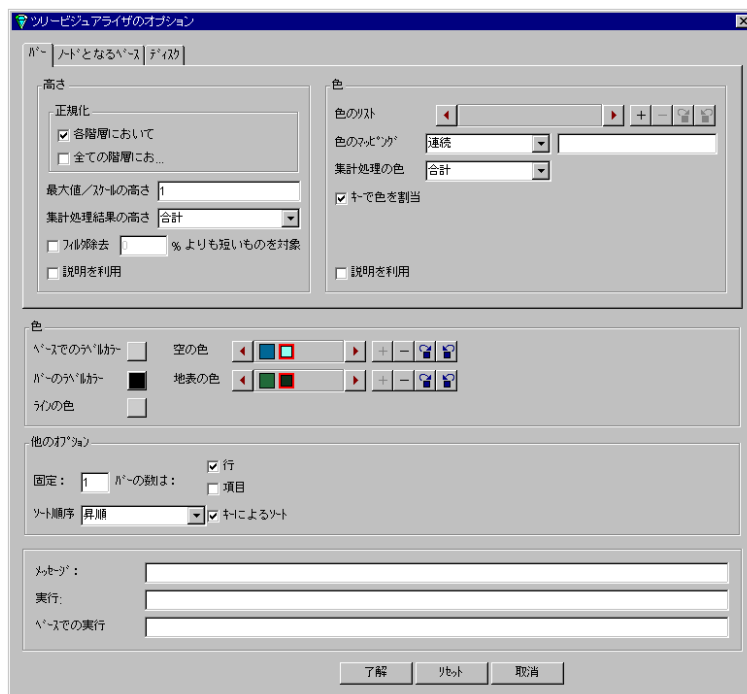 ツリービジュアライザのオプション
ﾊﾞｰ ﾉｰﾄﾞとなるﾍﾞｰｽ ﾃﾞｨｽｸ
高さ
正規化
各階層において
全ての階層にお...
最大値／ｽｹｰﾙの高さ 1
集計処理結果の高さ 合計
ﾌｨﾙﾀ除去 0 % よりも短いものを対象
説明を利用
色
色のﾘｽﾄ + −
色のﾏｯﾋﾟﾝｸﾞ 連続
集計処理の色 合計
ｷｰで色を割当
説明を利用
色
ﾍﾞｰｽでのﾗﾍﾞﾙｶﾗｰ 空の色 + −
ﾊﾞｰのﾗﾍﾞﾙｶﾗｰ 地表の色 + −
ﾗｲﾝの色
他のｵﾌﾟｼｮﾝ
固定： 1 ﾊﾞｰの数は：
行
項目
ｿｰﾄ順序 昇順 ｷｰによるｿｰﾄ
ﾒｯｾｰｼﾞ：
実行:
ﾍﾞｰｽでの実行
了解 ﾘｾｯﾄ 取消